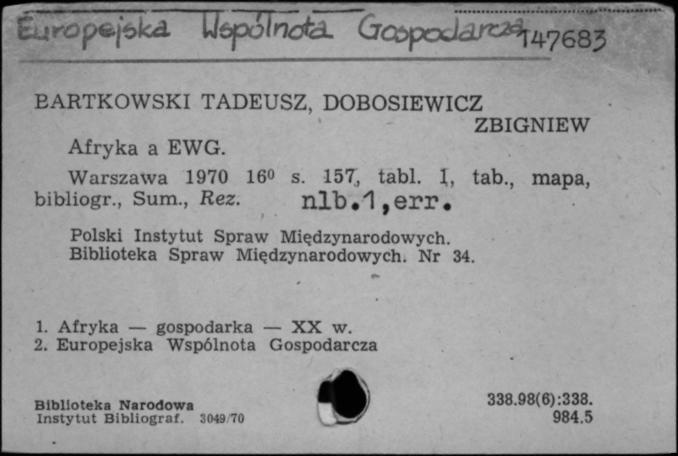 Europejska Wspólnota Gospodarcza
147683
BARTKOWSKI TADEUSZ, DOBOSIEWICZ
ZBIGNIEW
Afryka a EWG.
Warszawa 1970 16⁰ s. 157, tabl. I, tab., mapa,
bibliogr., Sum., Rez. nlb.1,err.
Polski Instytut Spraw Międzynarodowych.
Biblioteka Spraw Międzynarodowych. Nr 34.
1. Afryka — gospodarka — XX w.
2. Europejska Wspólnota Gospodarcza
Biblioteka Narodowa
Instytut Bibliograf. 3049/70
338.98(6):338.
984.5